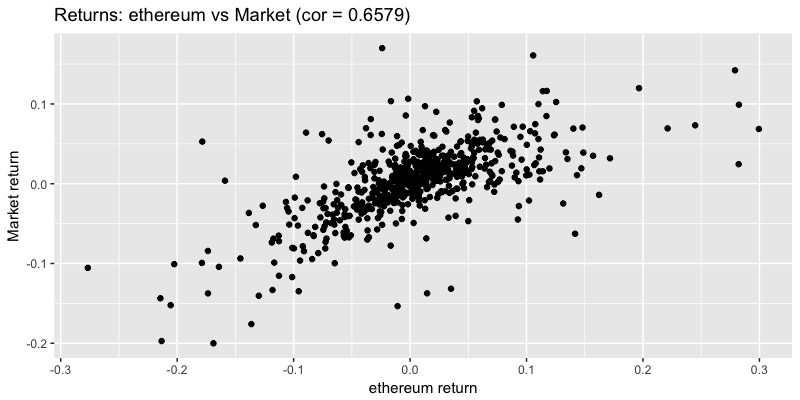 Returns: ethereum vs Market (cor = 0.6579)
Market return
0.1
0.0
-0.1
-0.2
-0.3 -0.2 -0.1 0.0 0.1 0.2 0.3
ethereum return